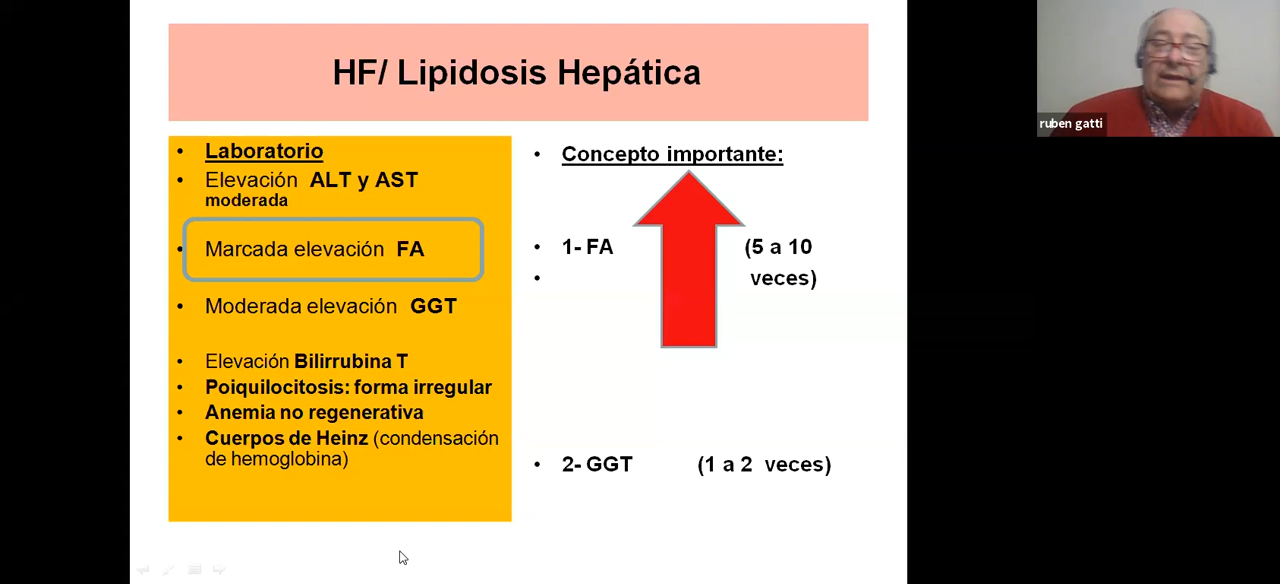 HF/ Lipidosis Hepática
• Laboratorio
• Elevación ALT y AST
moderada
• Marcada elevación FA
• Moderada elevación GGT
• Elevación Bilirrubina T
• Poiquilocitosis: forma irregular
• Anemia no regenerativa
• Cuerpos de Heinz (condensación
de hemoglobina)
• Concepto importante:
• 1- FA (5 a 10
• veces)
• 2- GGT (1 a 2 veces)
ruben gatti